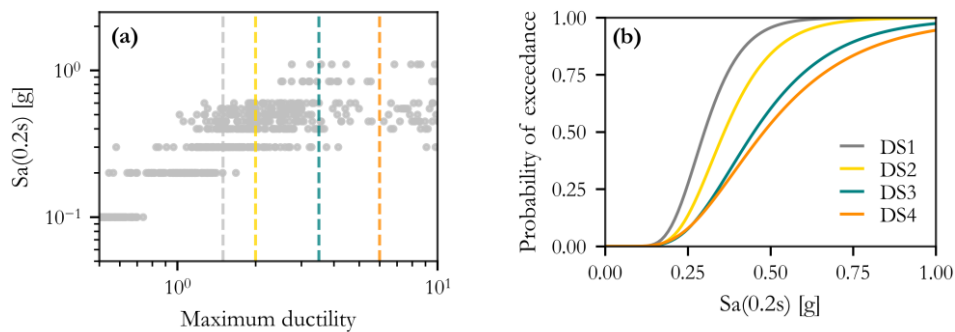 (a)
Sa(0.2s) [g]
10⁰
10⁻¹
10⁰
10¹
Maximum ductility
(b)
Probability of exceedance
1.00
0.75
0.50
0.25
0.00
DS1
DS2
DS3
DS4
0.00 0.25 0.50 0.75 1.00
Sa(0.2s) [g]